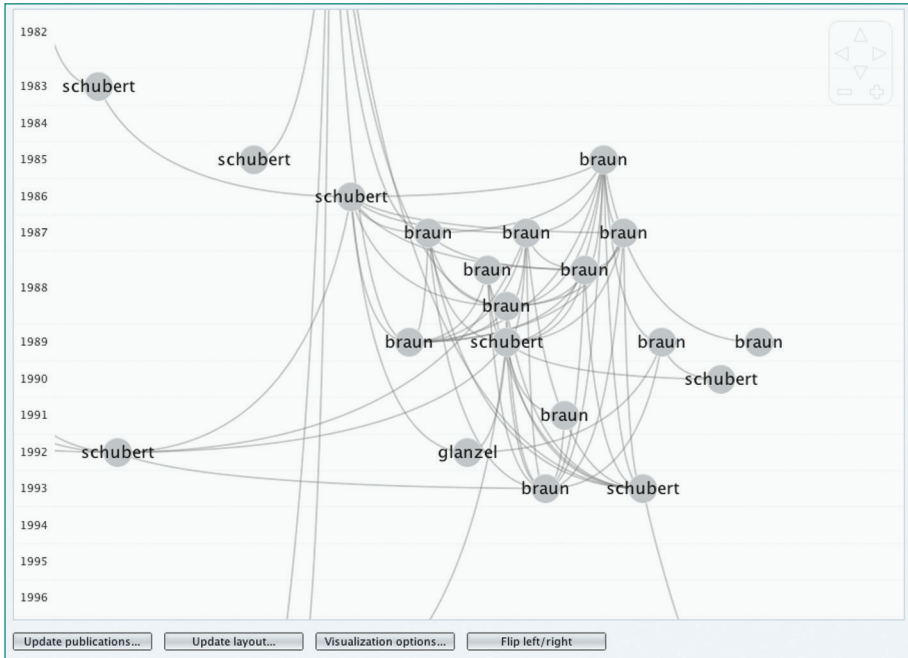 1982
1983 schubert
1984
1985 schubert braun
1986 schubert
1987 braun braun braun
braun braun
1988
braun
1989 braun schubert braun braun
1990 schubert
1991 braun
1992 schubert glanzel
1993 braun schubert
1994
1995
1996
Update publications... Update layout... Visualization options... Flip left/right